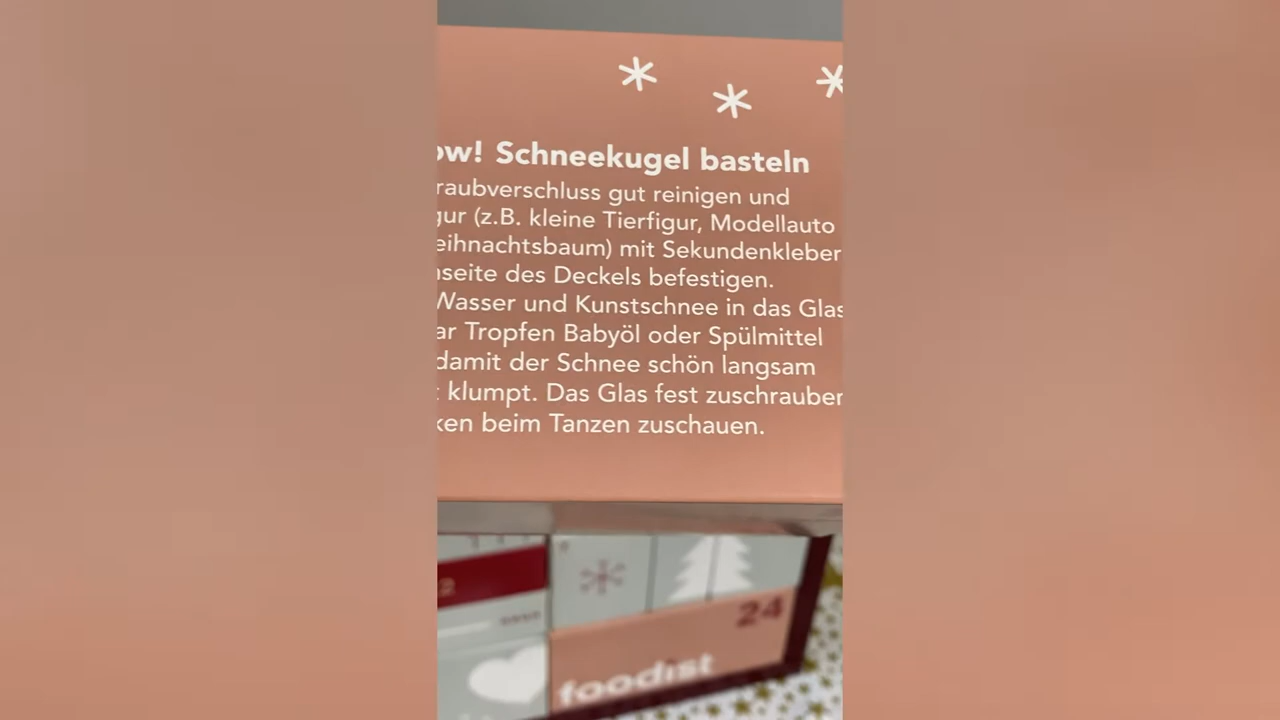 ow! Schneekugel basteln
raubverschluss gut reinigen und
gur (z.B. kleine Tierfigur, Modellauto
eihnachtsbaum) mit Sekundenkleber
nseite des Deckels befestigen.
Wasser und Kunstschnee in das Glas
ar Tropfen Babyöl oder Spülmittel
damit der Schnee schön langsam
t klumpt. Das Glas fest zuschrauben
ken beim Tanzen zuschauen.
24
foodist